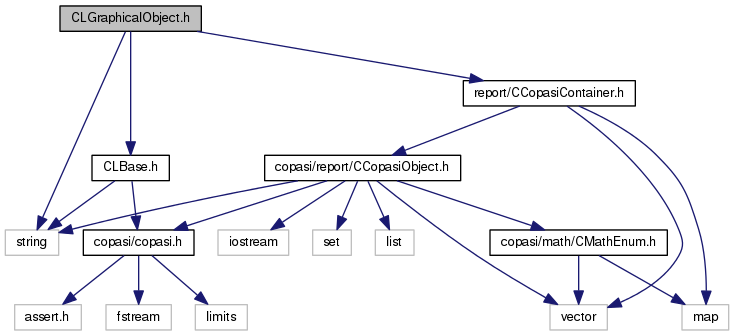 CLGraphicalObject.h
report/CCopasiContainer.h
CLBase.h
copasi/report/CCopasiObject.h
string
copasi/copasi.h
iostream
set
list
copasi/math/CMathEnum.h
assert.h
fstream
limits
vector
map